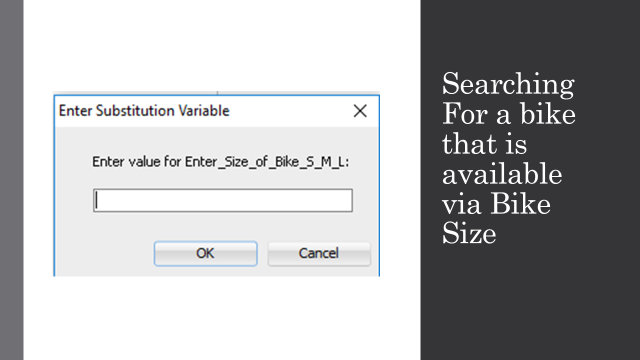 Enter Substitution Variable
Enter value for Enter_Size_of_Bike_S_M_L:
OK
Cancel
Searching
For a bike
that is
available
via Bike
Size